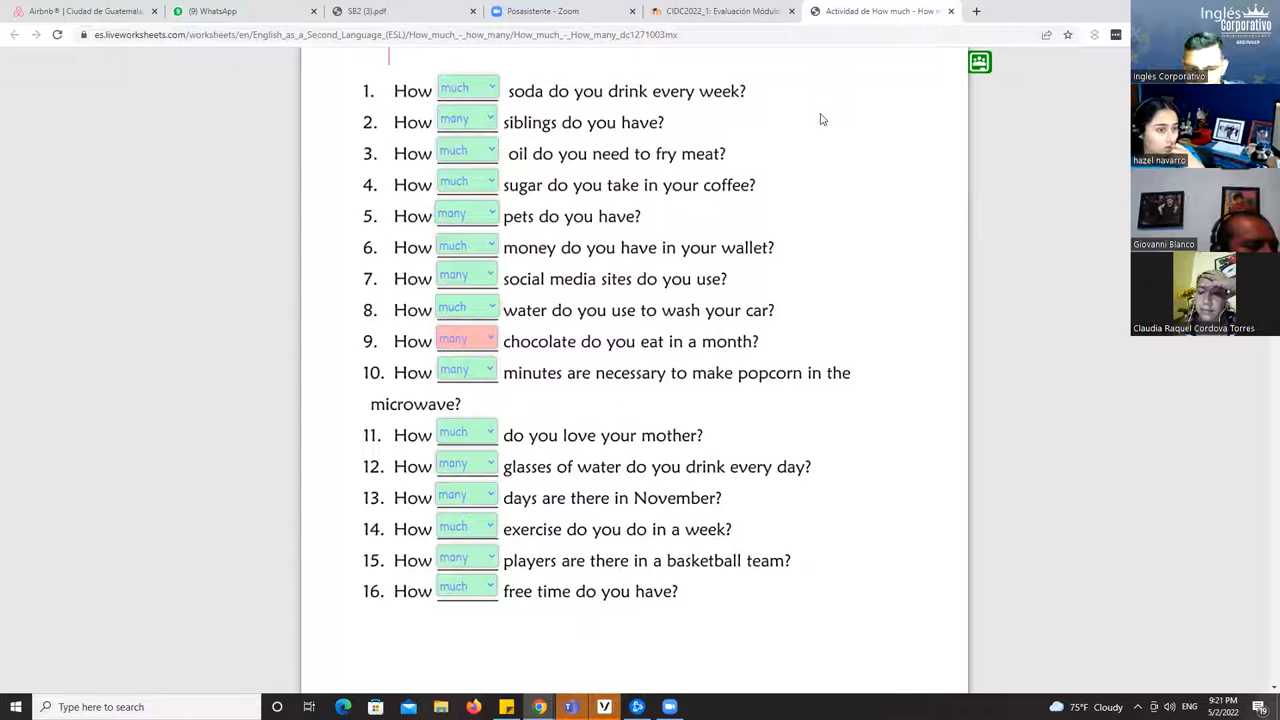 Airbnb® | Ciudad de Guatemala
(9) WhatsApp
SB2 (3).pdf
Posasistente - Zoom
CIDC2022_1: Evaluación Módulo
Actividad de How much - How m
es.liveworksheets.com/worksheets/en/English_as_a_Second_Language_(ESL)/How_much_-_how_many/How_much_-_How_many_dc1271003mx
1. How much soda do you drink every week?
2. How many siblings do you have?
3. How much oil do you need to fry meat?
4. How much sugar do you take in your coffee?
5. How many pets do you have?
6. How much money do you have in your wallet?
7. How many social media sites do you use?
8. How much water do you use to wash your car?
9. How many chocolate do you eat in a month?
10. How many minutes are necessary to make popcorn in the
microwave?
11. How much do you love your mother?
12. How many glasses of water do you drink every day?
13. How many days are there in November?
14. How much exercise do you do in a week?
15. How many players are there in a basketball team?
16. How much free time do you have?
Inglés
Corporativo
BEGINNER
Ingles Corporativo
hazel navarro
Giovanni Blanco
Claudia Raquel Cordova Torres
Type here to search
75°F Cloudy
9:21 PM
5/2/2022